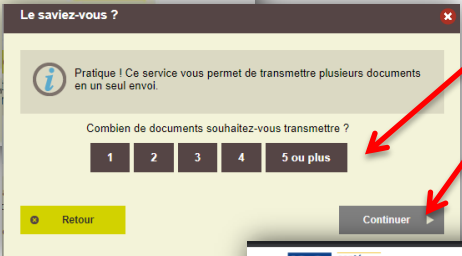 Le saviez-vous ?
Pratique ! Ce service vous permet de transmettre plusieurs documents
en un seul envoi.
Combien de documents souhaitez-vous transmettre ?
1 2 3 4 5 ou plus
Retour Continuer